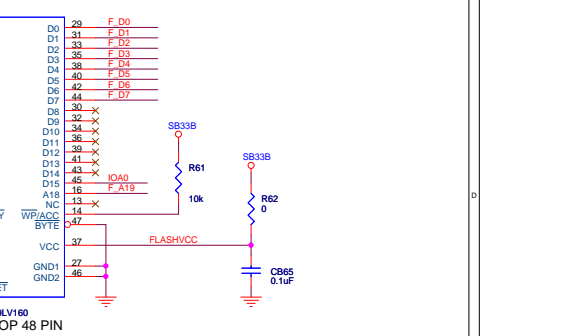 D0 29 F_D0
D1 31 F_D1
D2 33 F_D2
D3 35 F_D3
D4 38 F_D4
D5 40 F_D5
D6 42 F_D6
D7 44 F_D7
D8 30
D9 32
D10 34
D11 36
D12 39
D13 41
D14 43
D15 45 IOA0
A18 16 F_A19
NC 13
WP/ACC 14
BYTE 47
VCC 37 FLASHVCC
GND1 27
GND2 46
SB33B
R61
10k
SB33B
R62
0
CB65
0.1uF
D
Y
ET
LV160
OP 48 PIN